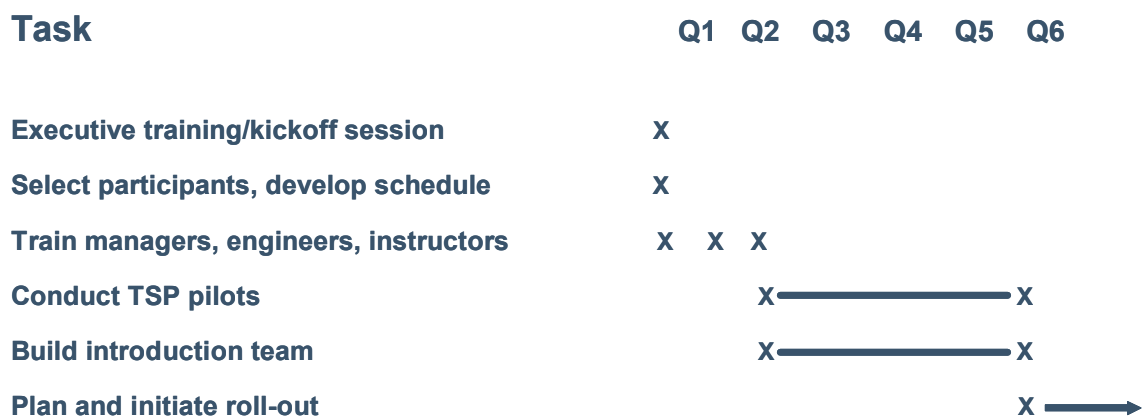 Task Q1 Q2 Q3 Q4 Q5 Q6
Executive training/kickoff session X
Select participants, develop schedule X
Train managers, engineers, instructors X X X
Conduct TSP pilots X X
Build introduction team X X
Plan and initiate roll-out X